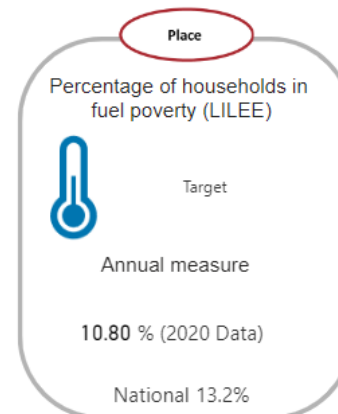 Place
Percentage of households in
fuel poverty (LILEE)
Target
Annual measure
10.80 % (2020 Data)
National 13.2%